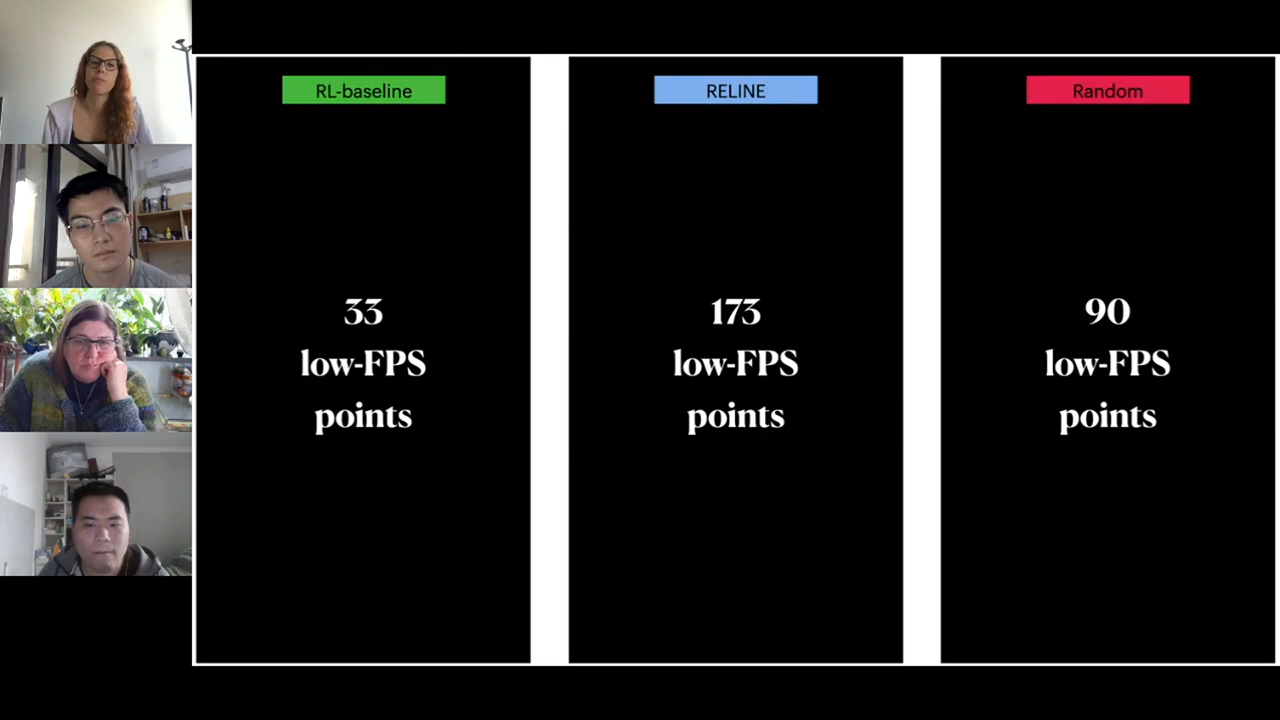 RL-baseline
33
low-FPS
points
RELINE
173
low-FPS
points
Random
90
low-FPS
points